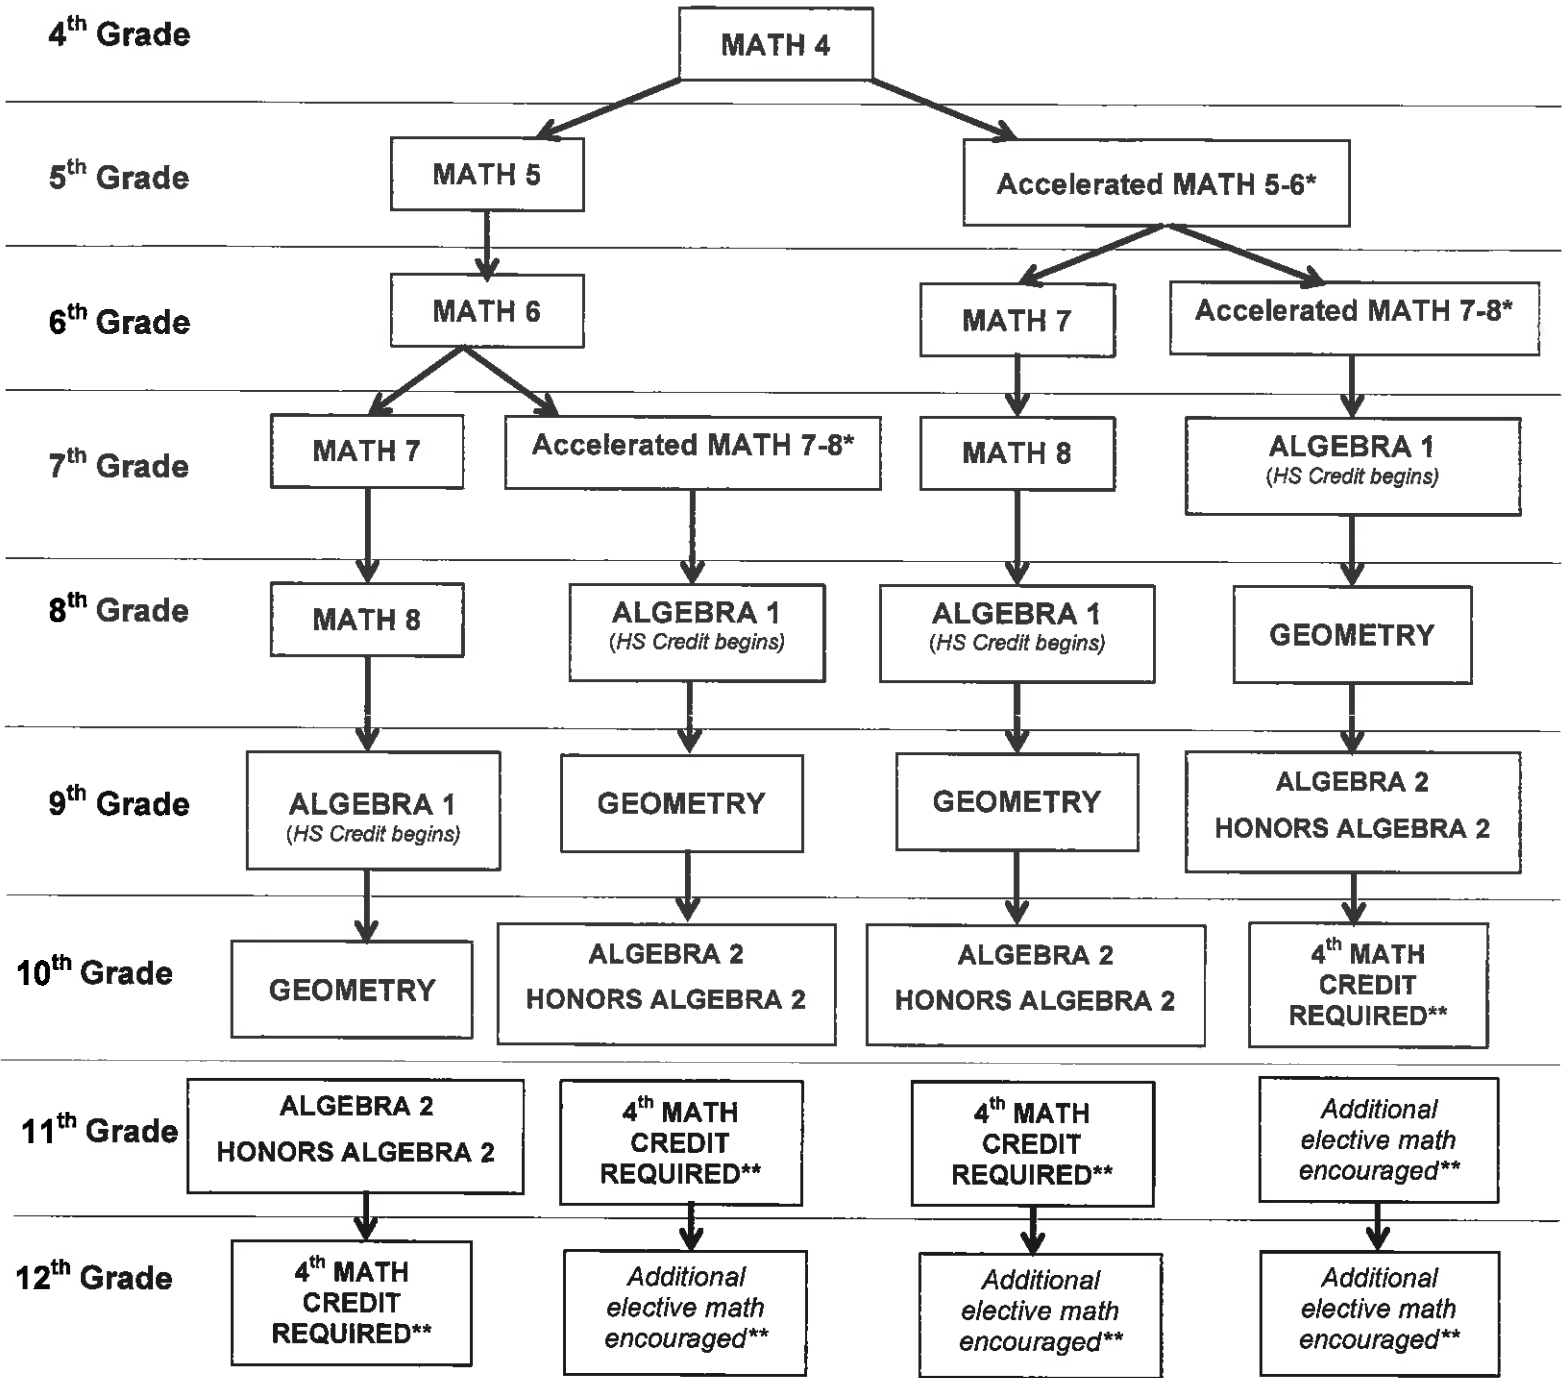 4th Grade
MATH 4
5th Grade
MATH 5
Accelerated MATH 5-6*
6th Grade
MATH 6
MATH 7
Accelerated MATH 7-8*
7th Grade
MATH 7
Accelerated MATH 7-8*
MATH 8
ALGEBRA 1
(HS Credit begins)
8th Grade
MATH 8
ALGEBRA 1
(HS Credit begins)
ALGEBRA 1
(HS Credit begins)
GEOMETRY
9th Grade
ALGEBRA 1
(HS Credit begins)
GEOMETRY
GEOMETRY
ALGEBRA 2
HONORS ALGEBRA 2
10th Grade
GEOMETRY
ALGEBRA 2
HONORS ALGEBRA 2
ALGEBRA 2
HONORS ALGEBRA 2
4th MATH
CREDIT
REQUIRED**
11th Grade
ALGEBRA 2
HONORS ALGEBRA 2
4th MATH
CREDIT
REQUIRED**
4th MATH
CREDIT
REQUIRED**
Additional
elective math
encouraged**
12th Grade
4th MATH
CREDIT
REQUIRED**
Additional
elective math
encouraged**
Additional
elective math
encouraged**
Additional
elective math
encouraged**